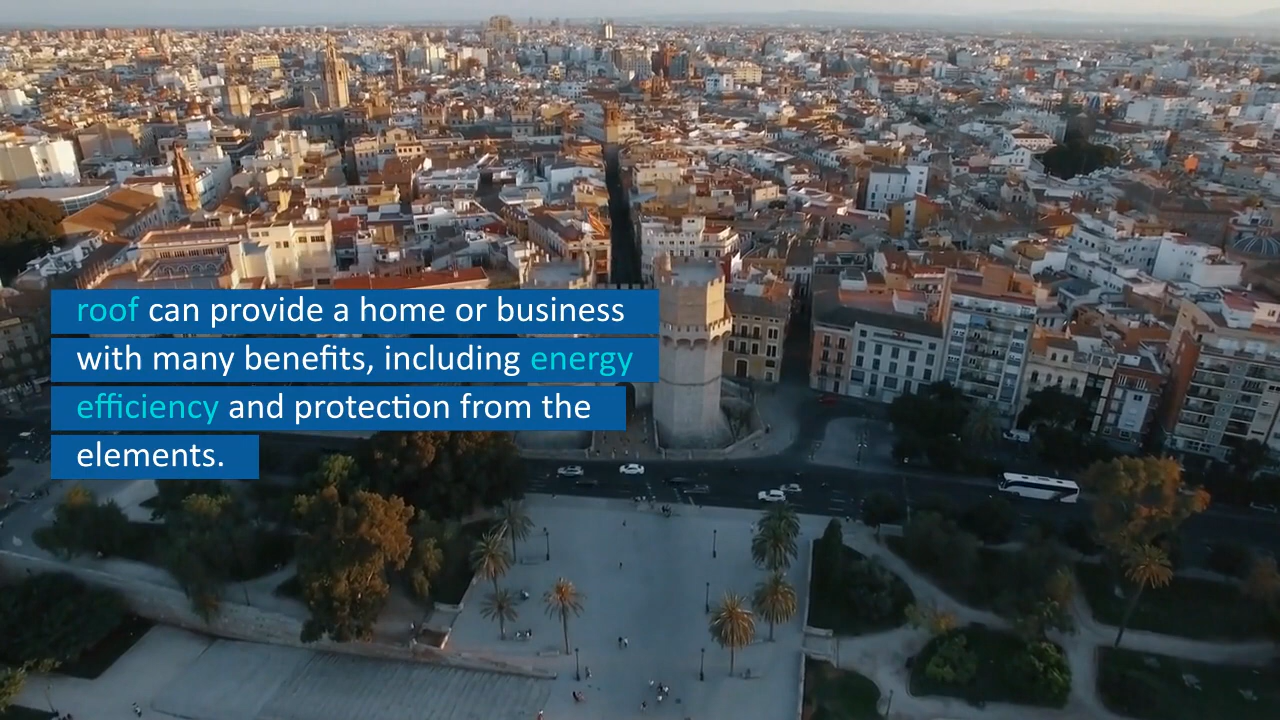 roof can provide a home or business
with many benefits, including energy
efficiency and protection from the
elements.